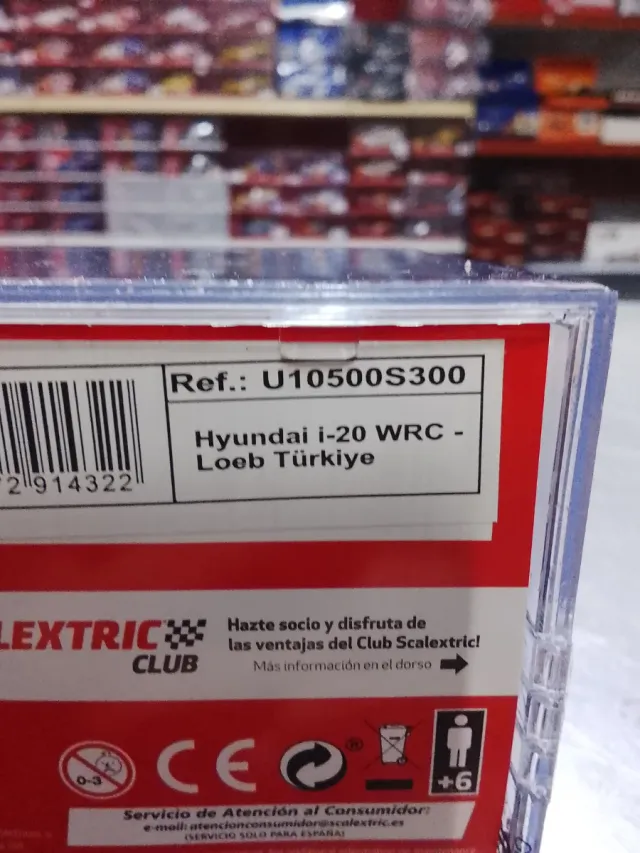 Ref.: U10500S300
Hyundai i-20 WRC -
Loeb Türkiye
2 914322
LEXTRIC
CLUB
Hazte socio y disfruta de
las ventajas del Club Scalextric!
Más información en el dorso
0-3
CE
®
+6
Servicio de Atención al Consumidor:
e-mail: atencionconsumidor@scalextric.es
(SERVICIO SOLO PARA ESPAÑA)